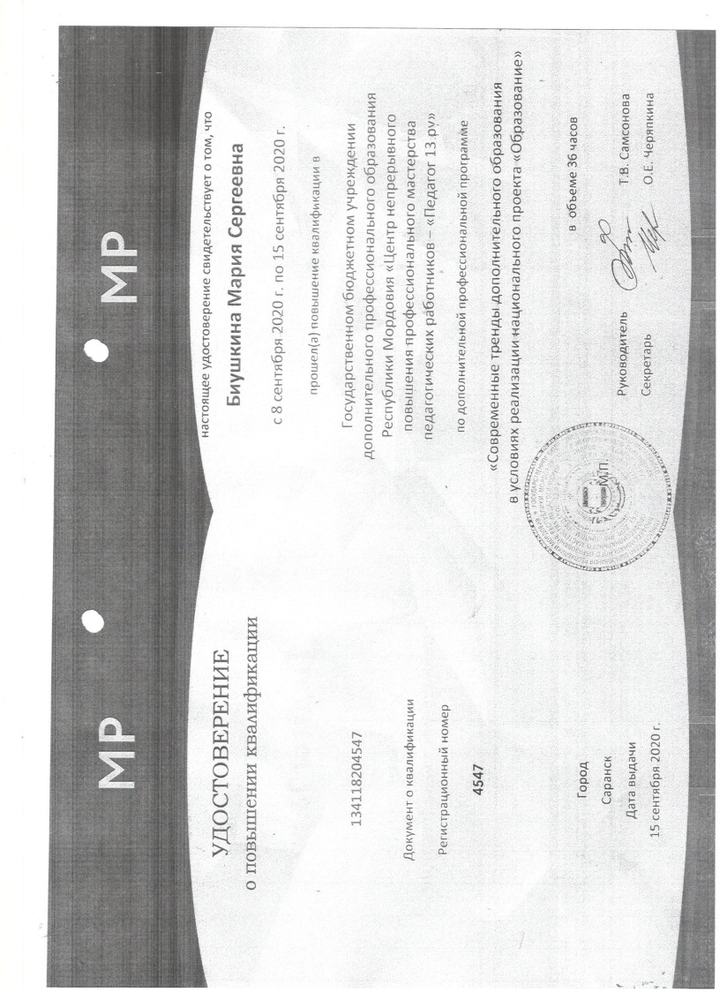 МР
МР
УДОСТОВЕРЕНИЕ
о повышении квалификации
134118204547
Документ о квалификации
Регистрационный номер
4547
Город
Саранск
Дата выдачи
15 сентября 2020 г.
настоящее удостоверение свидетельствует о том, что
Биушкина Мария Сергеевна
с 8 сентября 2020 г. по 15 сентября 2020 г.
прошел(а) повышение квалификации в
Государственном бюджетном учреждении
дополнительного профессионального образования
Республики Мордовия «Центр непрерывного
повышения профессионального мастерства
педагогических работников – «Педагог 13.ру»
по дополнительной профессиональной программе
«Современные тренды дополнительного образования
в условиях реализации национального проекта «Образование»
в объеме 36 часов
Руководитель Т.В. Самсонова
Секретарь О.Е. Черяпкина
М.П.